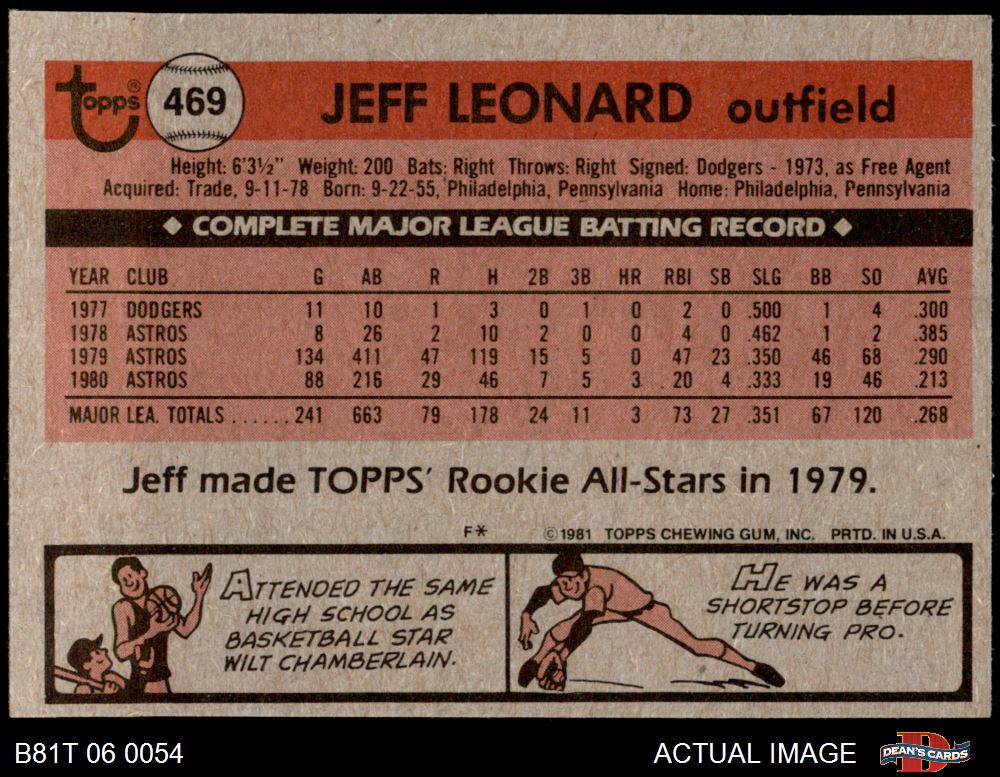 Topps® 469 JEFF LEONARD outfield
Height: 6'3½" Weight: 200 Bats: Right Throws: Right Signed: Dodgers - 1973, as Free Agent
Acquired: Trade, 9-11-78 Born: 9-22-55, Philadelphia, Pennsylvania Home: Philadelphia, Pennsylvania
◆ COMPLETE MAJOR LEAGUE BATTING RECORD ◆
YEAR CLUB G AB R H 2B 3B HR RBI SB SLG BB SO AVG
1977 DODGERS 11 10 1 3 0 1 0 2 0 .500 1 4 .300
1978 ASTROS 8 26 2 10 2 0 0 4 0 .462 1 2 .385
1979 ASTROS 134 411 47 119 15 5 0 47 23 .350 46 68 .290
1980 ASTROS 88 216 29 46 7 5 3 20 4 .333 19 46 .213
MAJOR LEA. TOTALS ...... 241 663 79 178 24 11 3 73 27 .351 67 120 .268
Jeff made TOPPS' Rookie All-Stars in 1979.
F* ©1981 TOPPS CHEWING GUM, INC. PRTD. IN U.S.A.
ATTENDED THE SAME
HIGH SCHOOL AS
BASKETBALL STAR
WILT CHAMBERLAIN.
HE WAS A
SHORTSTOP BEFORE
TURNING PRO.
B81T 06 0054 ACTUAL IMAGE DEAN'S CARDS